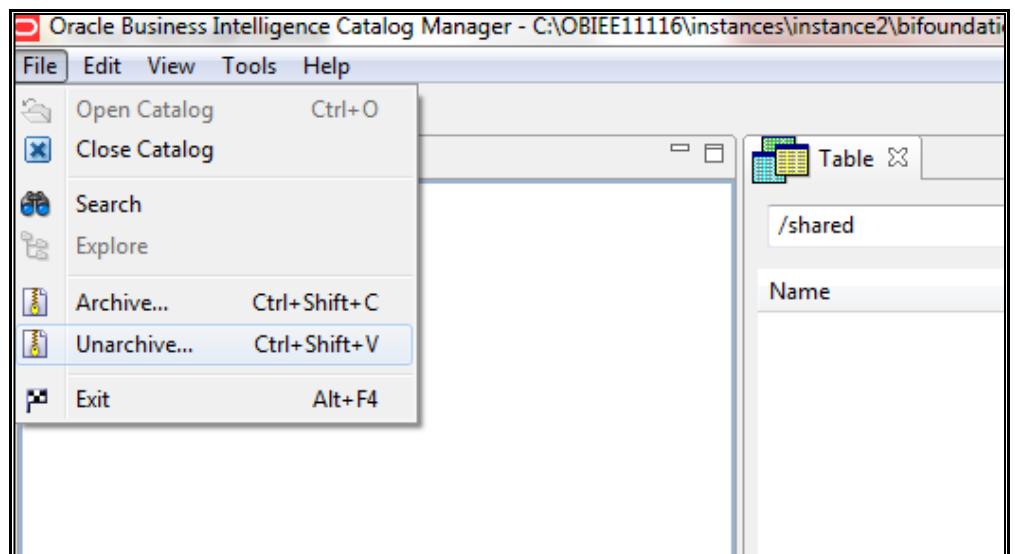 Oracle Business Intelligence Catalog Manager - C:\OBIEE11116\instances\instance2\bifoundati
File Edit View Tools Help
Open Catalog Ctrl+O
Close Catalog
Search
Explore
Archive... Ctrl+Shift+C
Unarchive... Ctrl+Shift+V
Exit Alt+F4
Table
/shared
Name